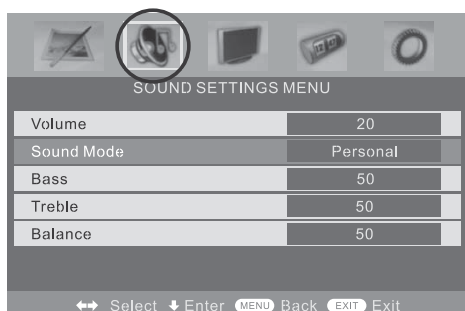 SOUND SETTINGS MENU
Volume 20
Sound Mode Personal
Bass 50
Treble 50
Balance 50
Select Enter MENU Back EXIT Exit